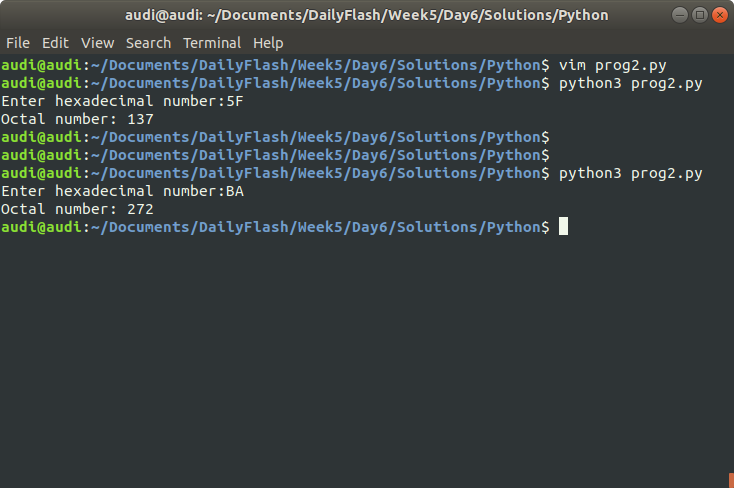 audi@audi: ~/Documents/DailyFlash/Week5/Day6/Solutions/Python
File Edit View Search Terminal Help
audi@audi:~/Documents/DailyFlash/Week5/Day6/Solutions/Python$ vim prog2.py
audi@audi:~/Documents/DailyFlash/Week5/Day6/Solutions/Python$ python3 prog2.py
Enter hexadecimal number:5F
Octal number: 137
audi@audi:~/Documents/DailyFlash/Week5/Day6/Solutions/Python$
audi@audi:~/Documents/DailyFlash/Week5/Day6/Solutions/Python$
audi@audi:~/Documents/DailyFlash/Week5/Day6/Solutions/Python$ python3 prog2.py
Enter hexadecimal number:BA
Octal number: 272
audi@audi:~/Documents/DailyFlash/Week5/Day6/Solutions/Python$